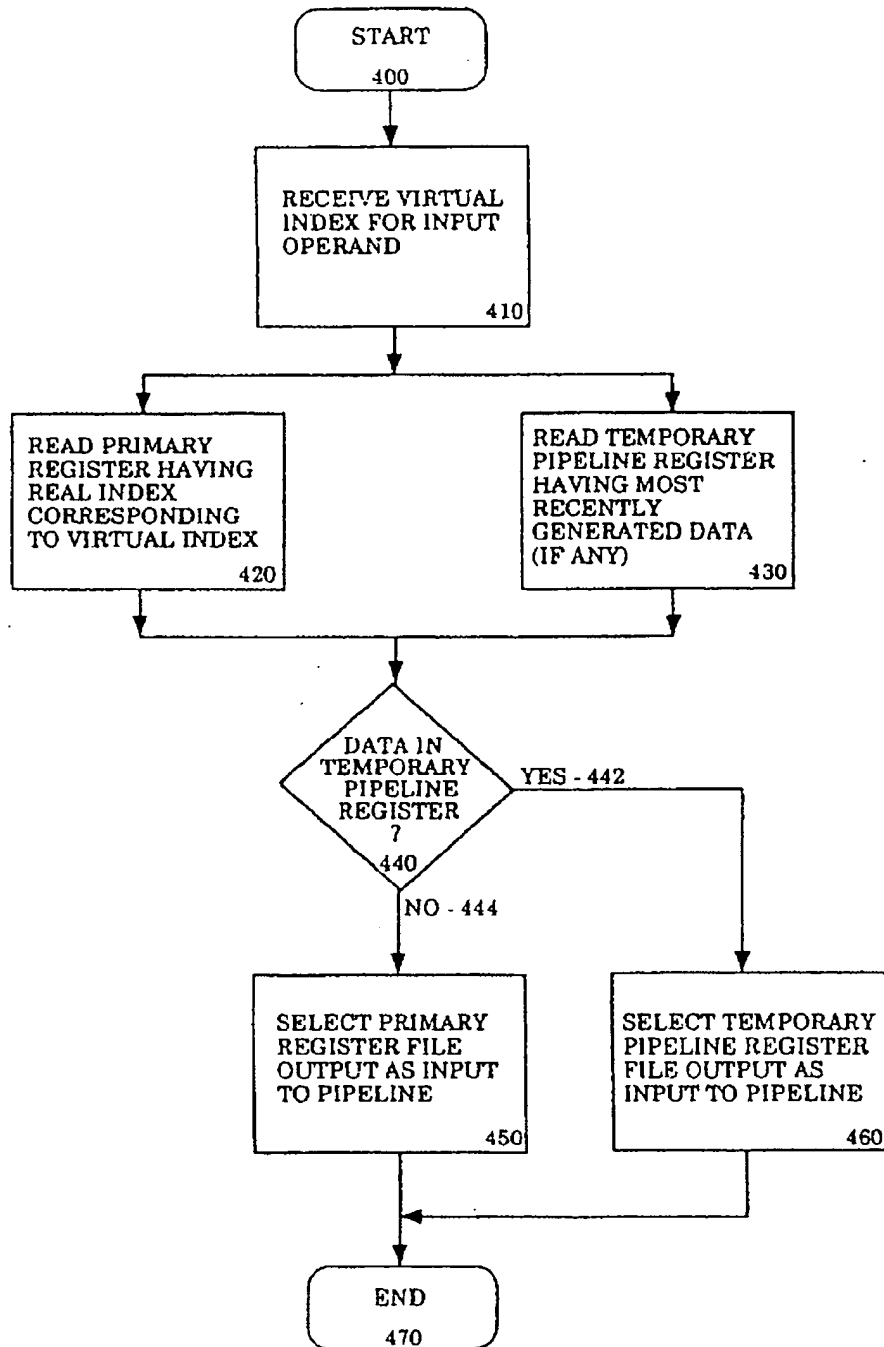 START
400
RECEIVE VIRTUAL
INDEX FOR INPUT
OPERAND
410
READ PRIMARY
REGISTER HAVING
REAL INDEX
CORRESPONDING
TO VIRTUAL INDEX
420
READ TEMPORARY
PIPELINE REGISTER
HAVING MOST
RECENTLY
GENERATED DATA
(IF ANY)
430
DATA IN
TEMPORARY
PIPELINE
REGISTER
?
440
YES - 442
NO - 444
SELECT PRIMARY
REGISTER FILE
OUTPUT AS INPUT
TO PIPELINE
450
SELECT TEMPORARY
PIPELINE REGISTER
FILE OUTPUT AS
INPUT TO PIPELINE
460
END
470